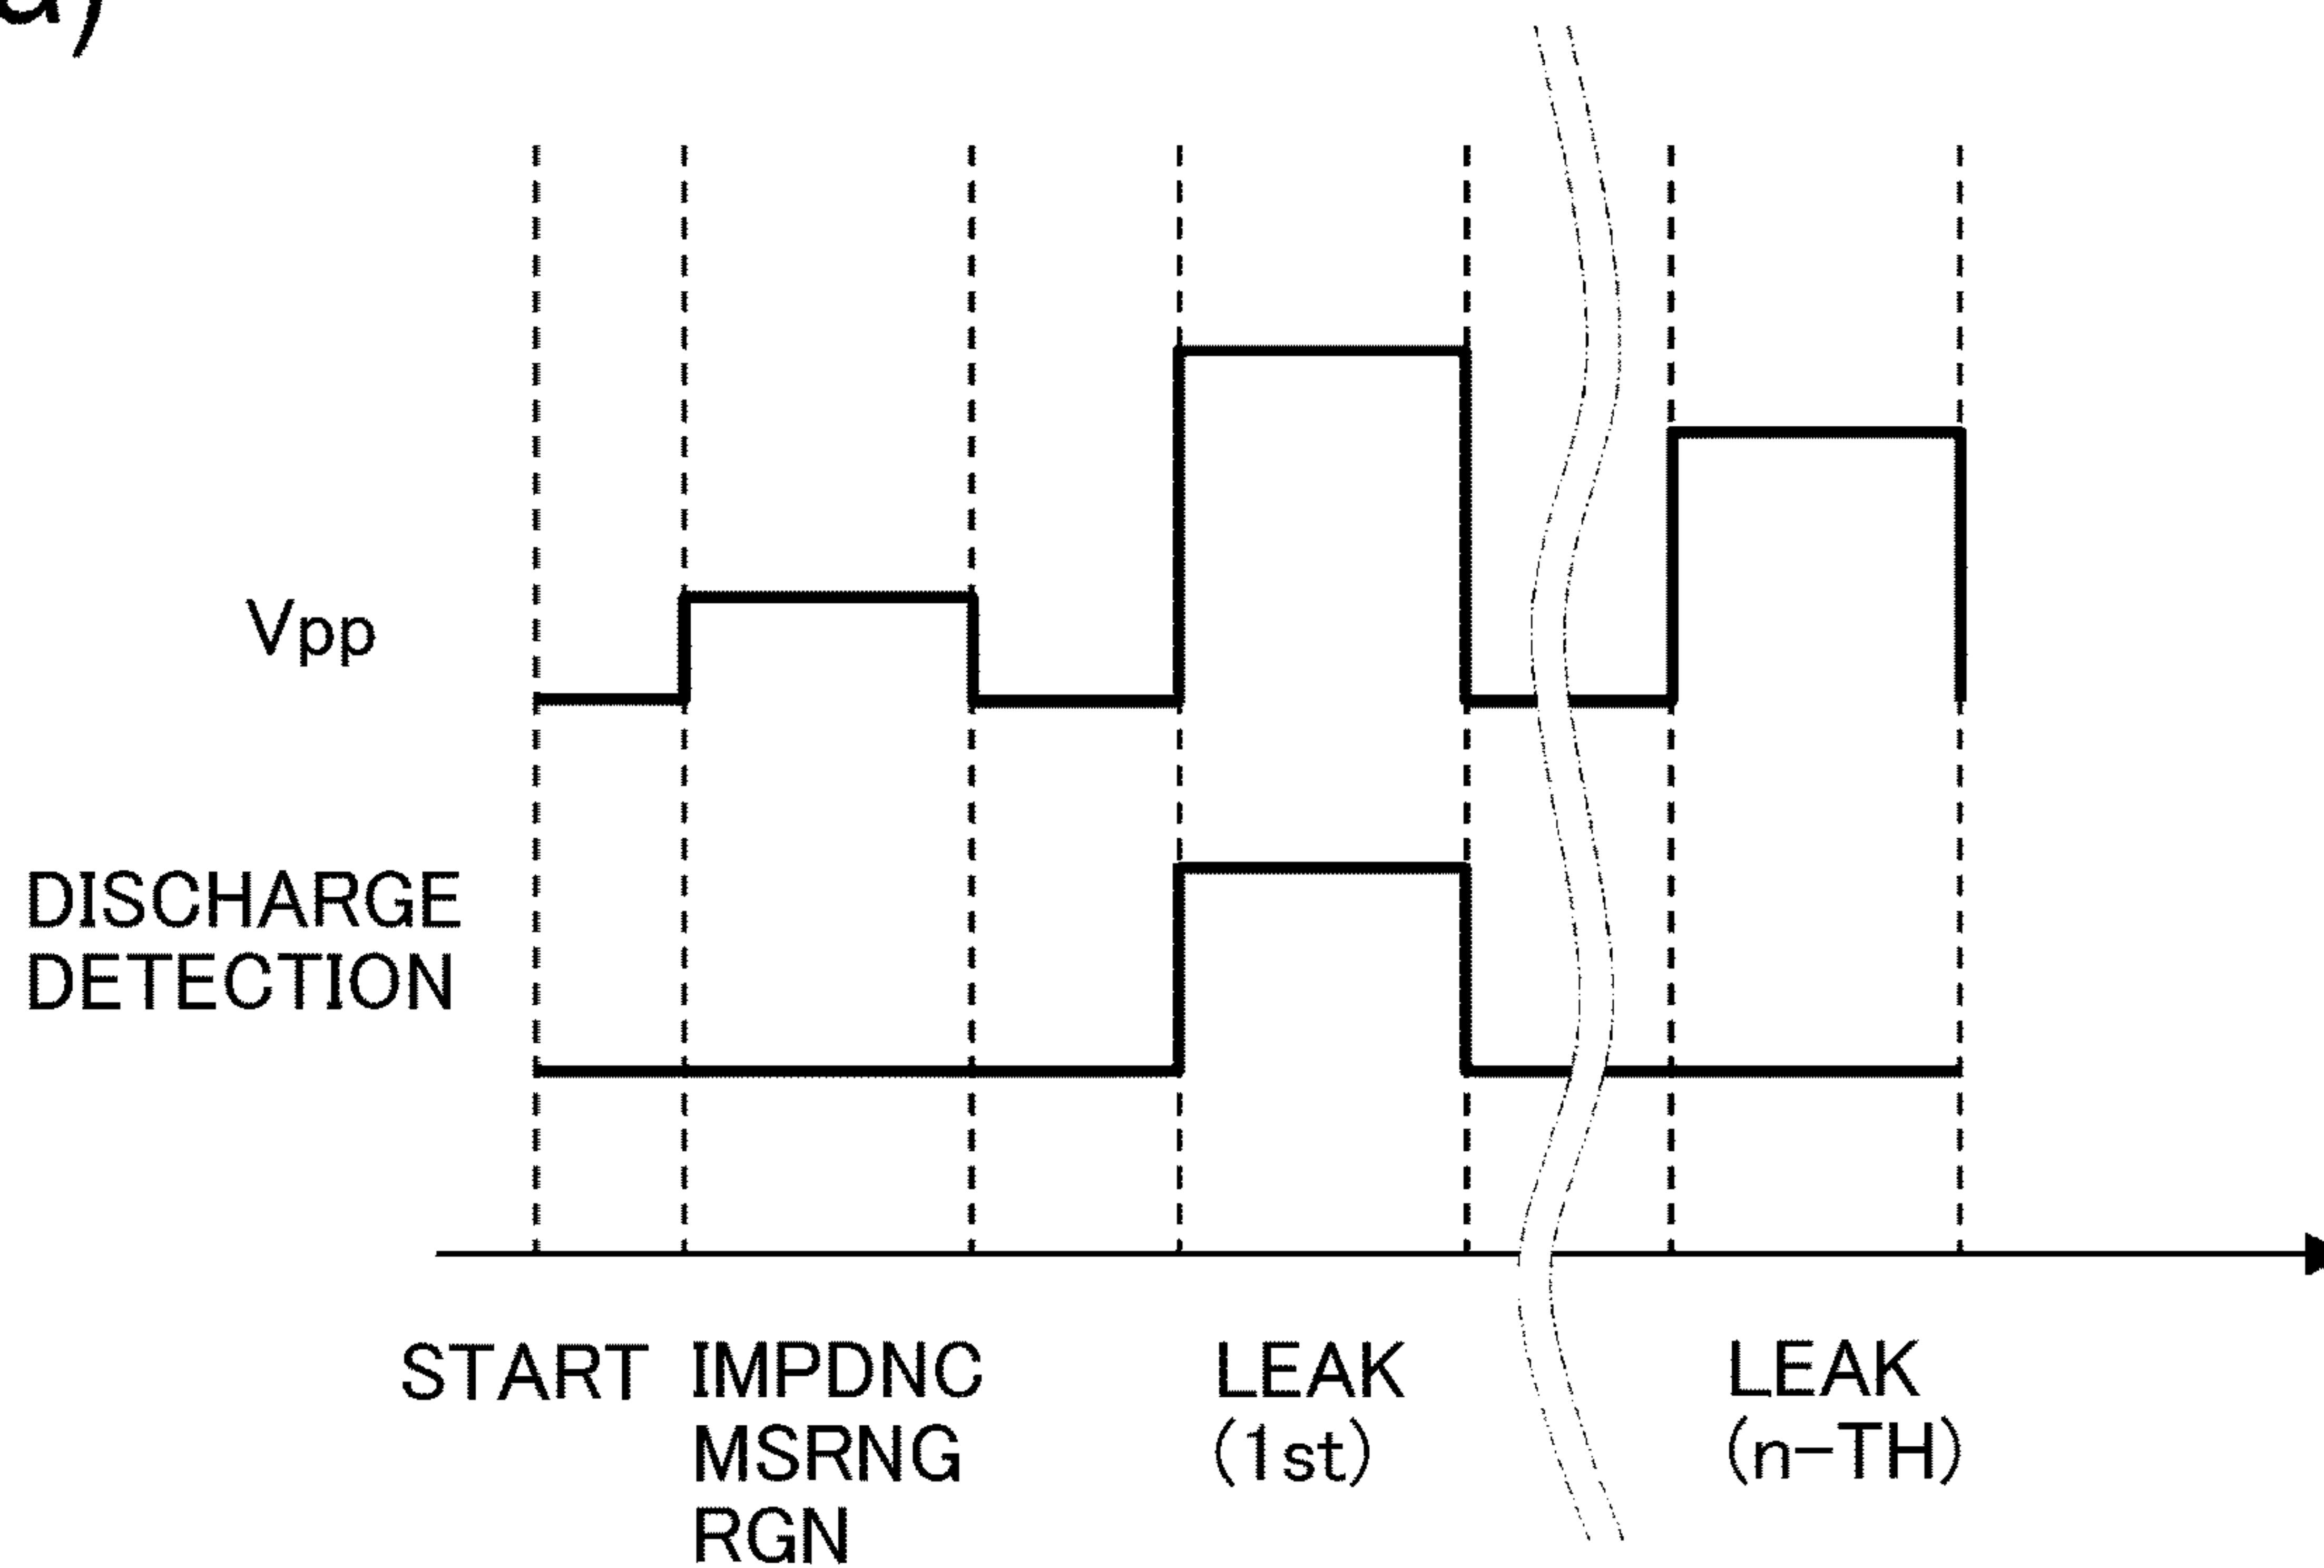 Vpp
DISCHARGE
DETECTION
START
IMPDNC
MSRNG
RGN
LEAK
(1st)
LEAK
(n-TH)